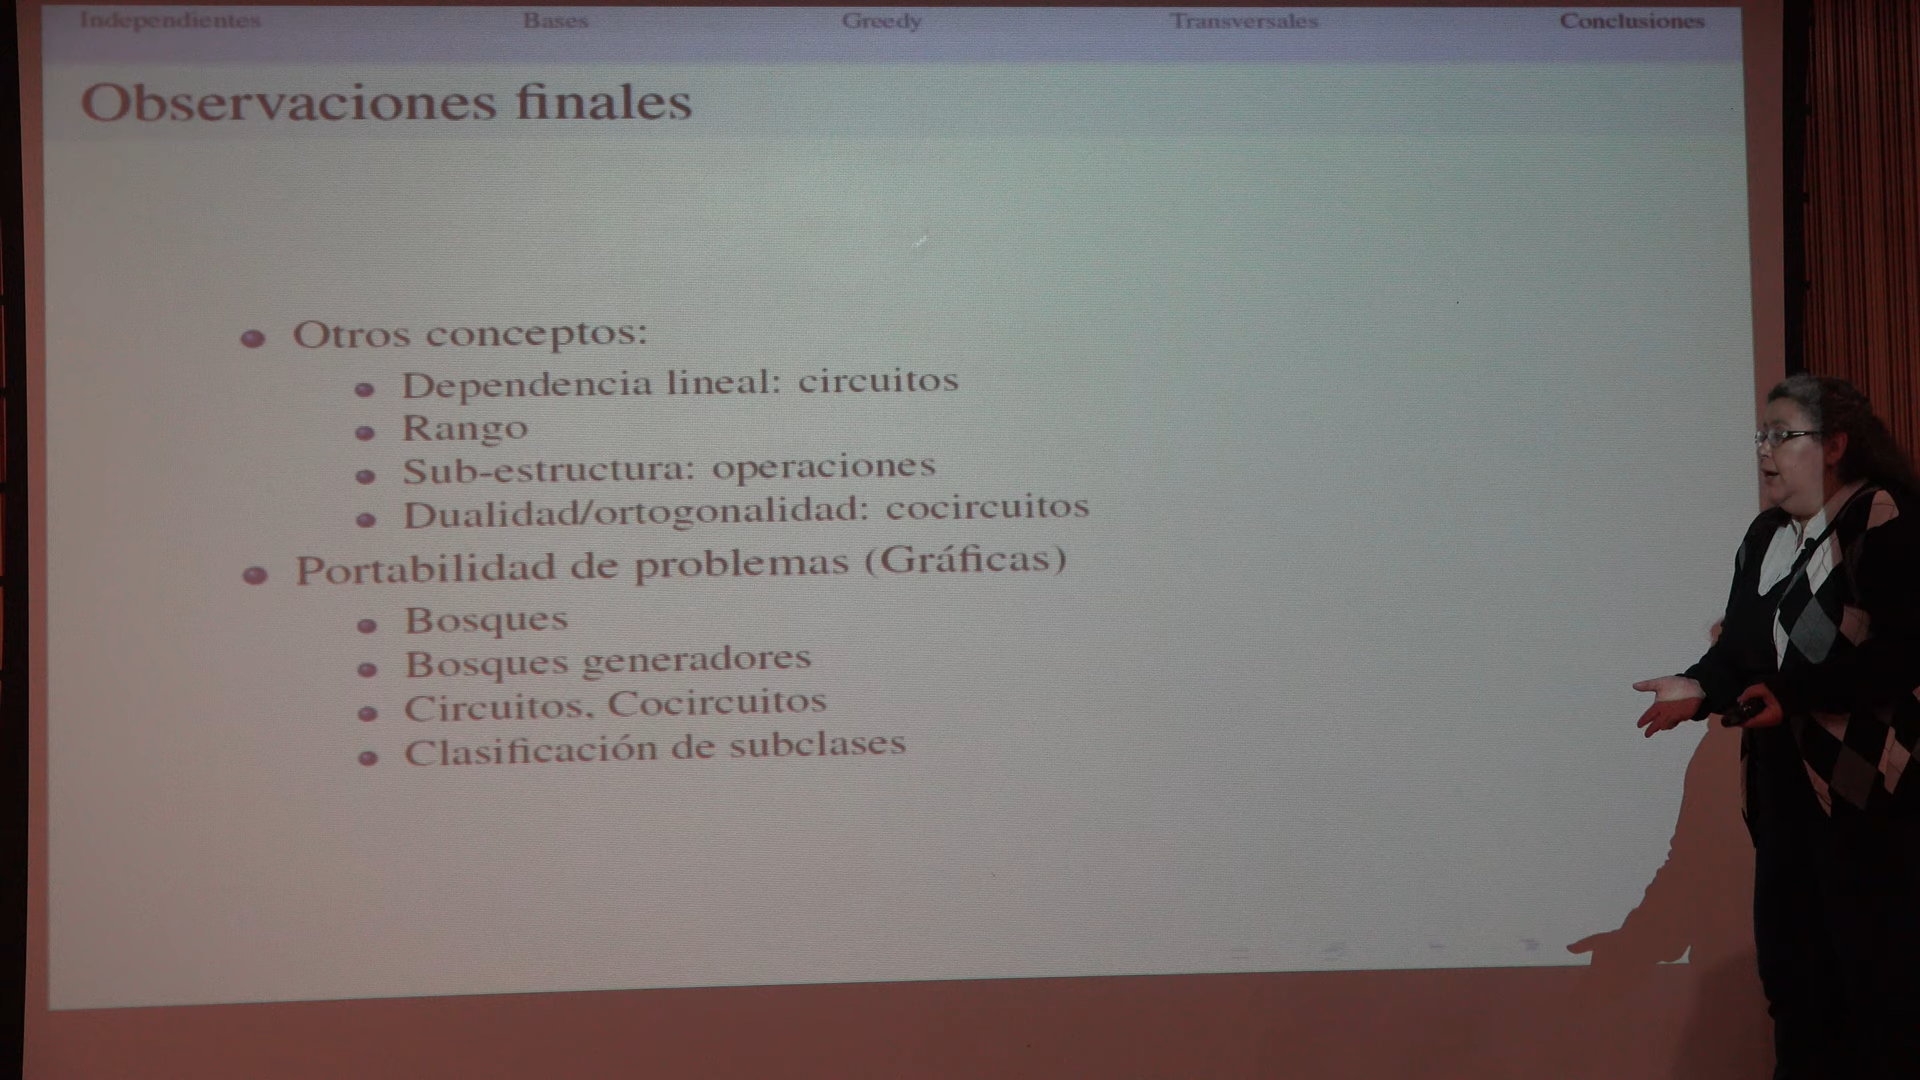 Independientes Bases Greedy Transversales Conclusiones
Observaciones finales
Otros conceptos:
Dependencia lineal: circuitos
Rango
Sub-estructura: operaciones
Dualidad/ortogonalidad: cocircuitos
Portabilidad de problemas (Gráficas)
Bosques
Bosques generadores
Circuitos, Cocircuitos
Clasificación de subclases